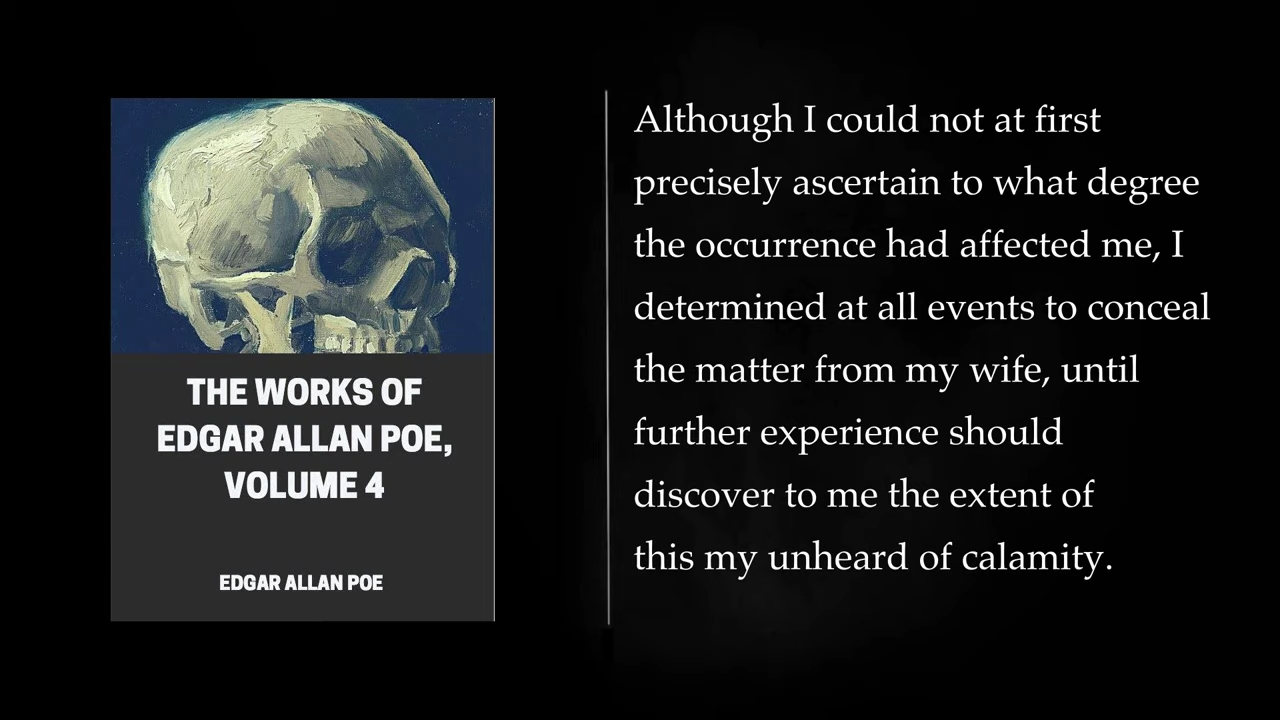 THE WORKS OF
EDGAR ALLAN POE,
VOLUME 4
EDGAR ALLAN POE
Although I could not at first
precisely ascertain to what degree
the occurrence had affected me, I
determined at all events to conceal
the matter from my wife, until
further experience should
discover to me the extent of
this my unheard of calamity.